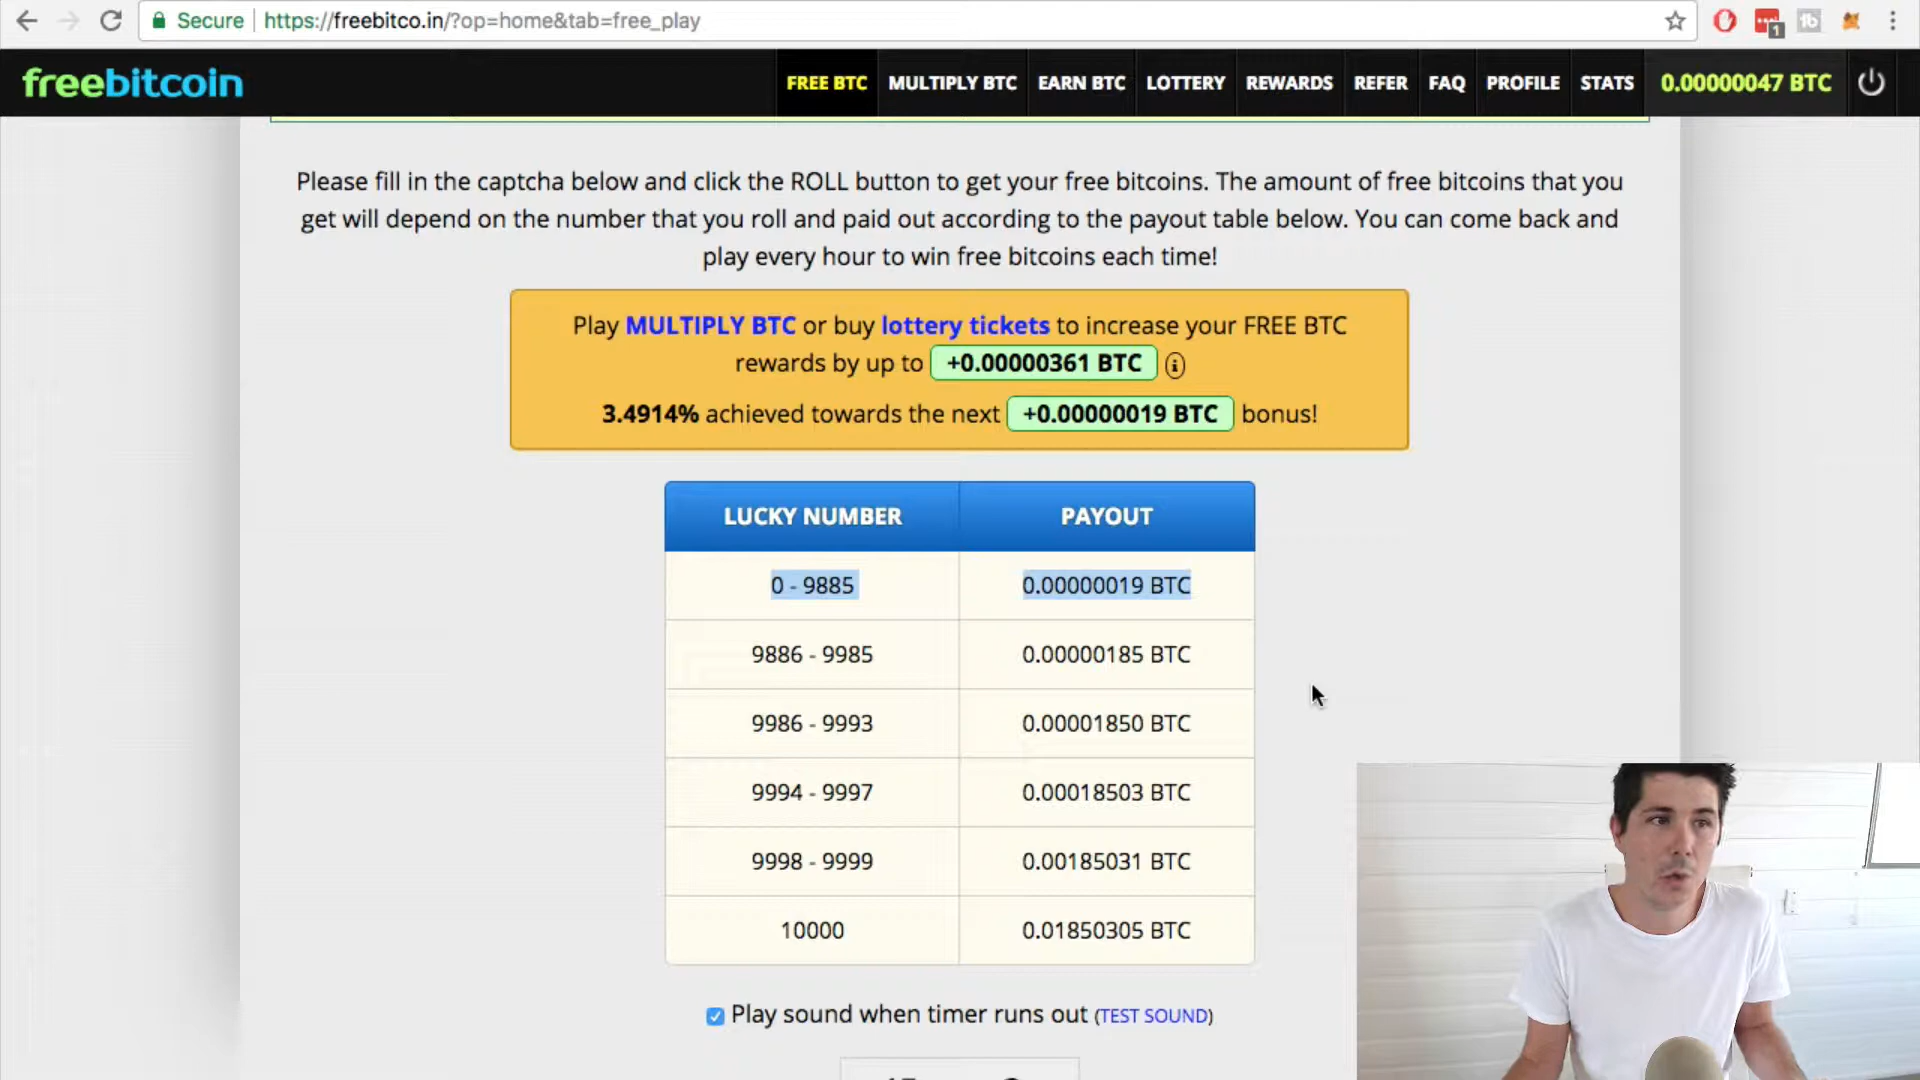 Secure https://freebitco.in/?op=home&tab=free_play
1
freebitcoin FREE BTC MULTIPLY BTC EARN BTC LOTTERY REWARDS REFER FAQ PROFILE STATS 0.00000047 BTC
Please fill in the captcha below and click the ROLL button to get your free bitcoins. The amount of free bitcoins that you
get will depend on the number that you roll and paid out according to the payout table below. You can come back and
play every hour to win free bitcoins each time!
Play MULTIPLY BTC or buy lottery tickets to increase your FREE BTC
rewards by up to +0.00000361 BTC
3.4914% achieved towards the next +0.00000019 BTC bonus!
LUCKY NUMBER PAYOUT
0 - 9885 0.00000019 BTC
9886 - 9985 0.00000185 BTC
9986 - 9993 0.00001850 BTC
9994 - 9997 0.00018503 BTC
9998 - 9999 0.00185031 BTC
10000 0.01850305 BTC
Play sound when timer runs out (TEST SOUND)